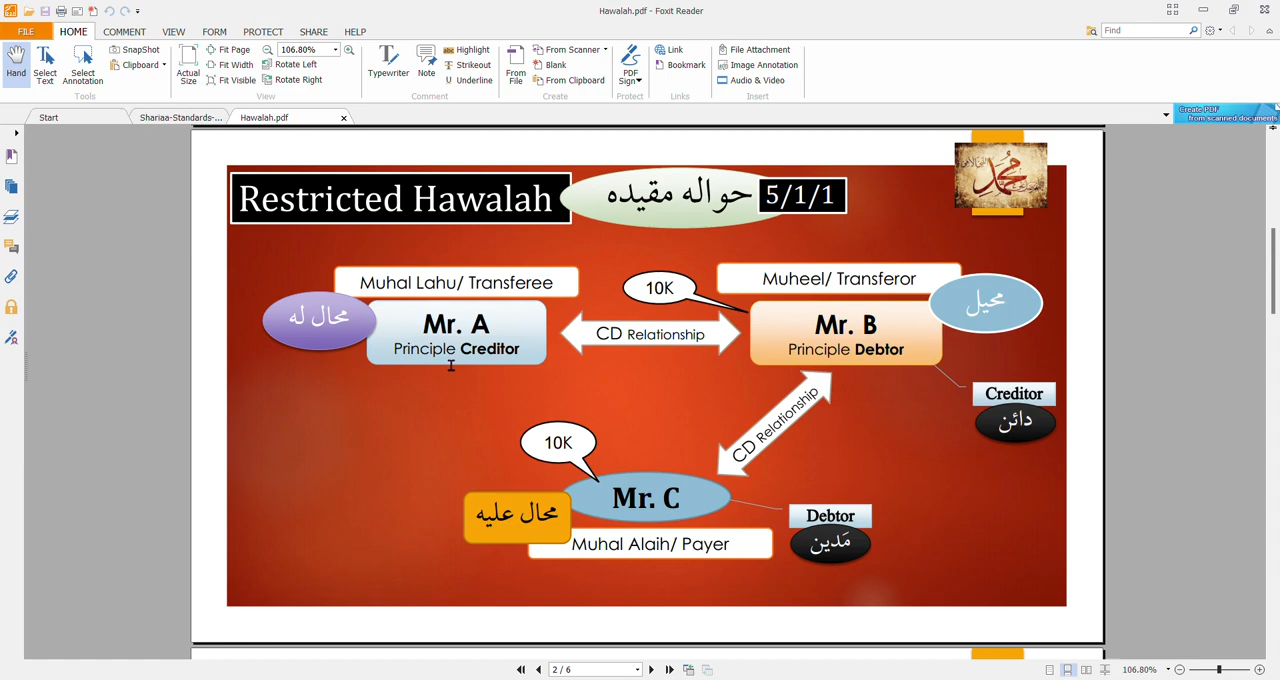 Hawalah.pdf - Foxit Reader
FILE HOME COMMENT VIEW FORM PROTECT SHARE HELP
Find
Hand
Select Text
Select Annotation
SnapShot
Clipboard
Tools
Actual Size
Fit Page
Fit Width
Fit Visible
106.80%
Rotate Left
Rotate Right
View
Typewriter
Note
Highlight
Strikeout
Underline
Comment
From File
From Scanner
Blank
From Clipboard
Create
PDF Sign
Protect
Link
Bookmark
Links
File Attachment
Image Annotation
Audio & Video
Insert
Start
Shariaa-Standards-...
Hawalah.pdf
Create PDF
from scanned documents
Restricted Hawalah
حواله مقيده
5/1/1
محمد
Muhal Lahu/ Transferee
محال له
Mr. A
Principle Creditor
CD Relationship
10K
Muheel/ Transferor
محيل
Mr. B
Principle Debtor
Creditor
دائن
CD Relationship
10K
Mr. C
محال عليه
Muhal Alaih/ Payer
Debtor
مَدين
2 / 6
106.80%